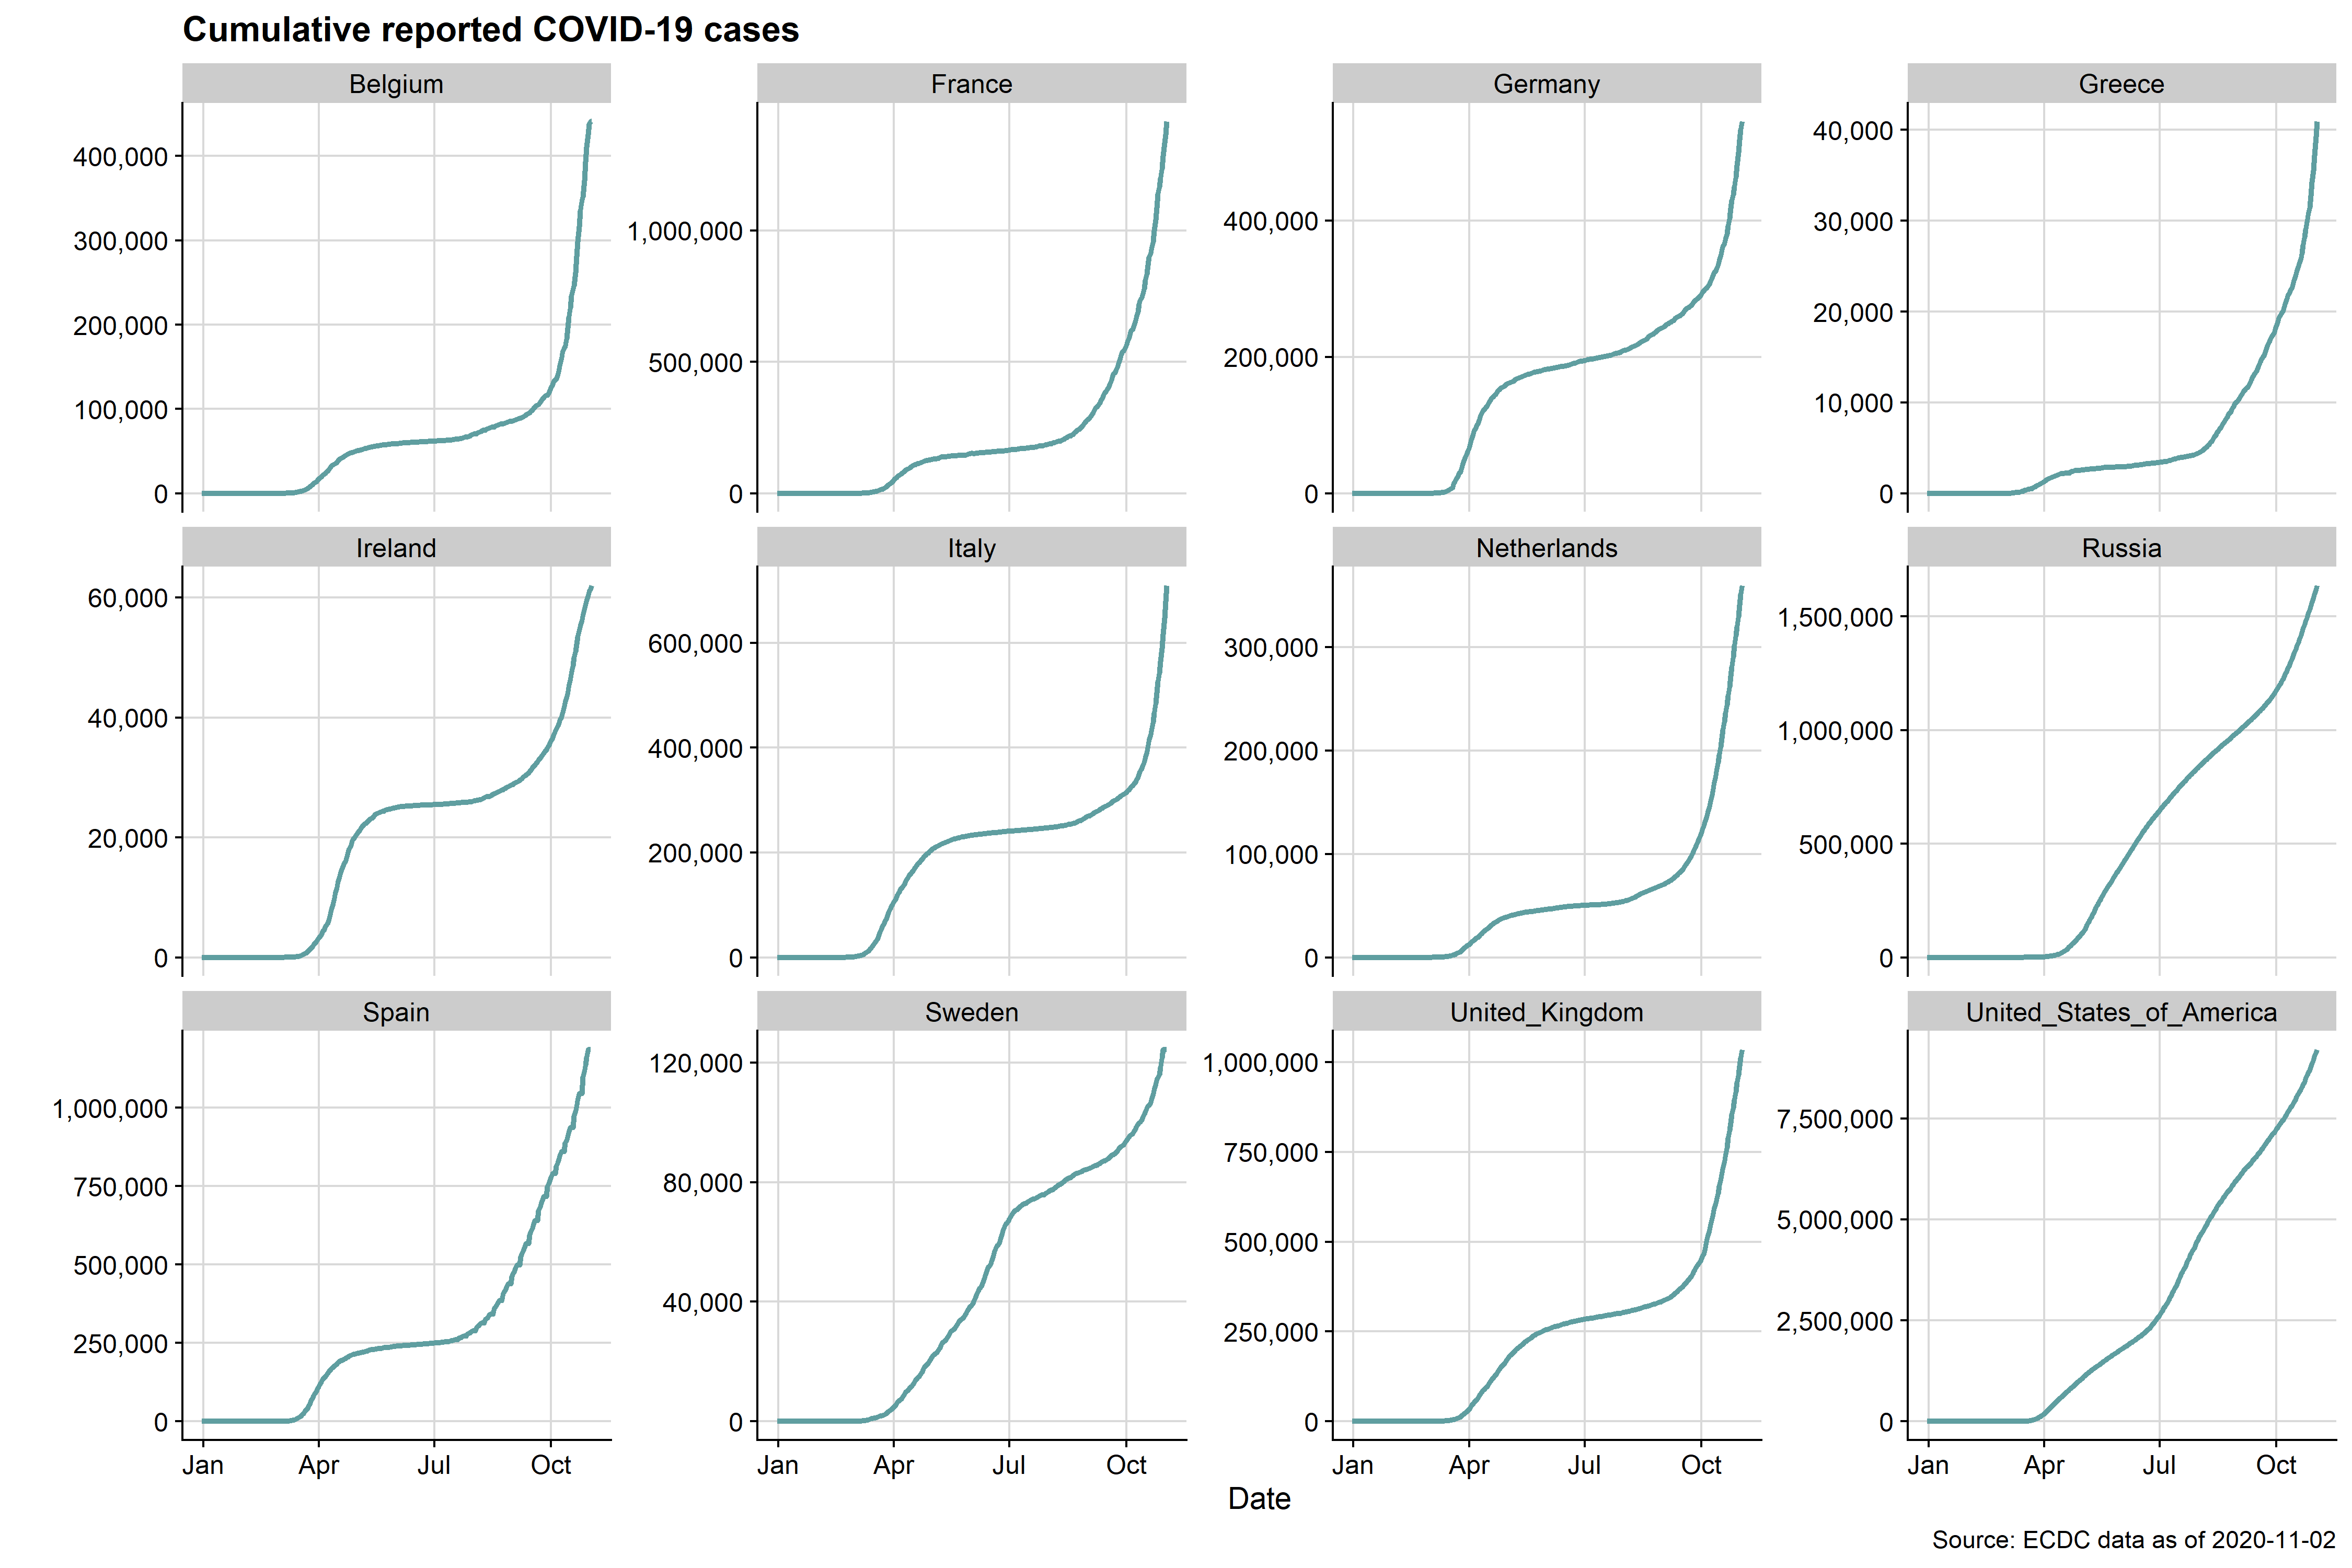 Cumulative reported COVID-19 cases
Belgium
France
Germany
Greece
400,000
300,000
200,000
100,000
0
1,000,000
500,000
0
400,000
200,000
0
40,000
30,000
20,000
10,000
0
Ireland
Italy
Netherlands
Russia
60,000
40,000
20,000
0
600,000
400,000
200,000
0
300,000
200,000
100,000
0
1,500,000
1,000,000
500,000
0
Spain
Sweden
United_Kingdom
United_States_of_America
1,000,000
750,000
500,000
250,000
0
120,000
80,000
40,000
0
1,000,000
750,000
500,000
250,000
0
7,500,000
5,000,000
2,500,000
0
Jan Apr Jul Oct
Jan Apr Jul Oct
Jan Apr Jul Oct
Jan Apr Jul Oct
Date
Source: ECDC data as of 2020-11-02